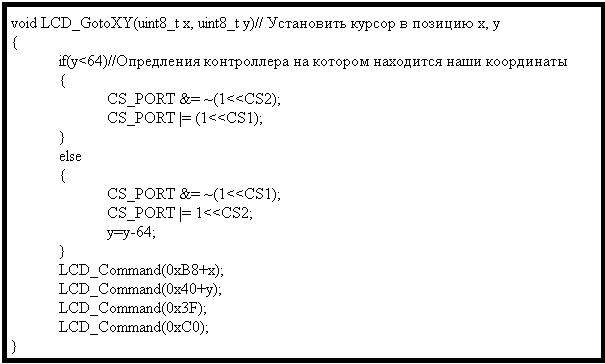 void LCD_GotoXY(uint8_t x, uint8_t y)// Установить курсор в позицию x, y
{
if(y<64)//Опредления контроллера на котором находится наши координаты
{
CS_PORT &= ~(1<<CS2);
CS_PORT |= (1<<CS1);
}
else
{
CS_PORT &= ~(1<<CS1);
CS_PORT |= 1<<CS2;
y=y-64;
}
LCD_Command(0xB8+x);
LCD_Command(0x40+y);
LCD_Command(0x3F);
LCD_Command(0xC0);
}